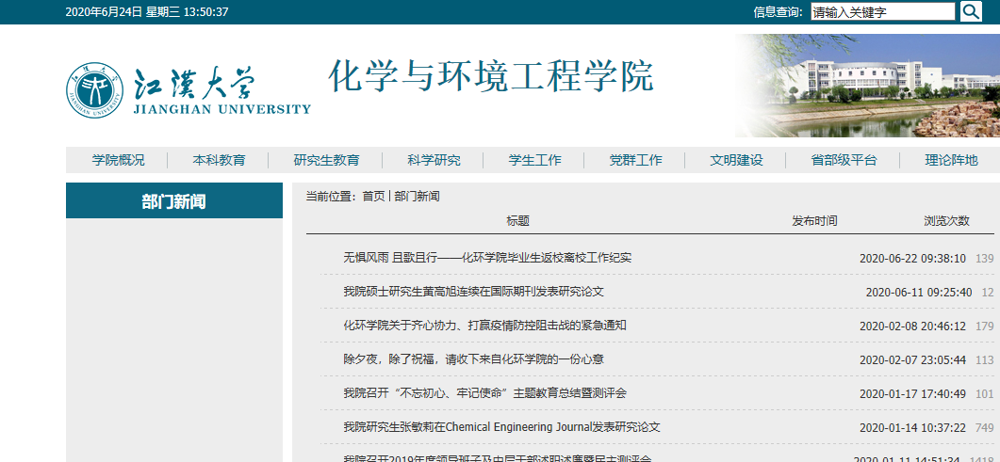 2020年6月24日 星期三 13:50:37 信息查询: 请输入关键字
江漢大学
JIANGHAN UNIVERSITY
化学与环境工程学院
学院概况 本科教育 研究生教育 科学研究 学生工作 党群工作 文明建设 省部级平台 理论阵地
部门新闻
当前位置: 首页 | 部门新闻
标题 发布时间 浏览次数
无惧风雨 且歌且行——化环学院毕业生返校离校工作纪实 2020-06-22 09:38:10 139
我院硕士研究生黄高旭连续在国际期刊发表研究论文 2020-06-11 09:25:40 12
化环学院关于齐心协力、打赢疫情防控阻击战的紧急通知 2020-02-08 20:46:12 179
除夕夜，除了祝福，请收下来自化环学院的一份心意 2020-02-07 23:05:44 113
我院召开“不忘初心、牢记使命”主题教育总结暨测评会 2020-01-17 17:40:49 101
我院研究生张敏莉在Chemical Engineering Journal发表研究论文 2020-01-14 10:37:22 749
我院召开2019年度领导班子及中层干部述职述廉暨民主测评会 2020-01-11 14:51:34 1418